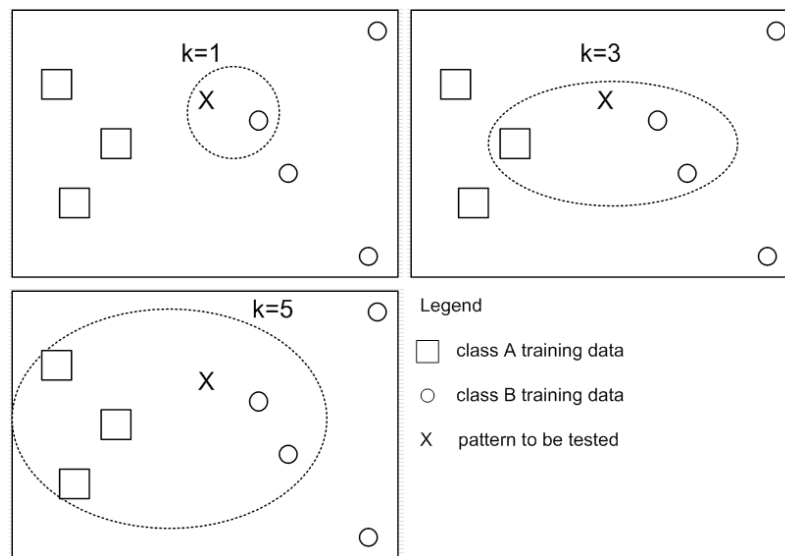 k=1
X
k=3
X
k=5
X
Legend
class A training data
class B training data
X pattern to be tested